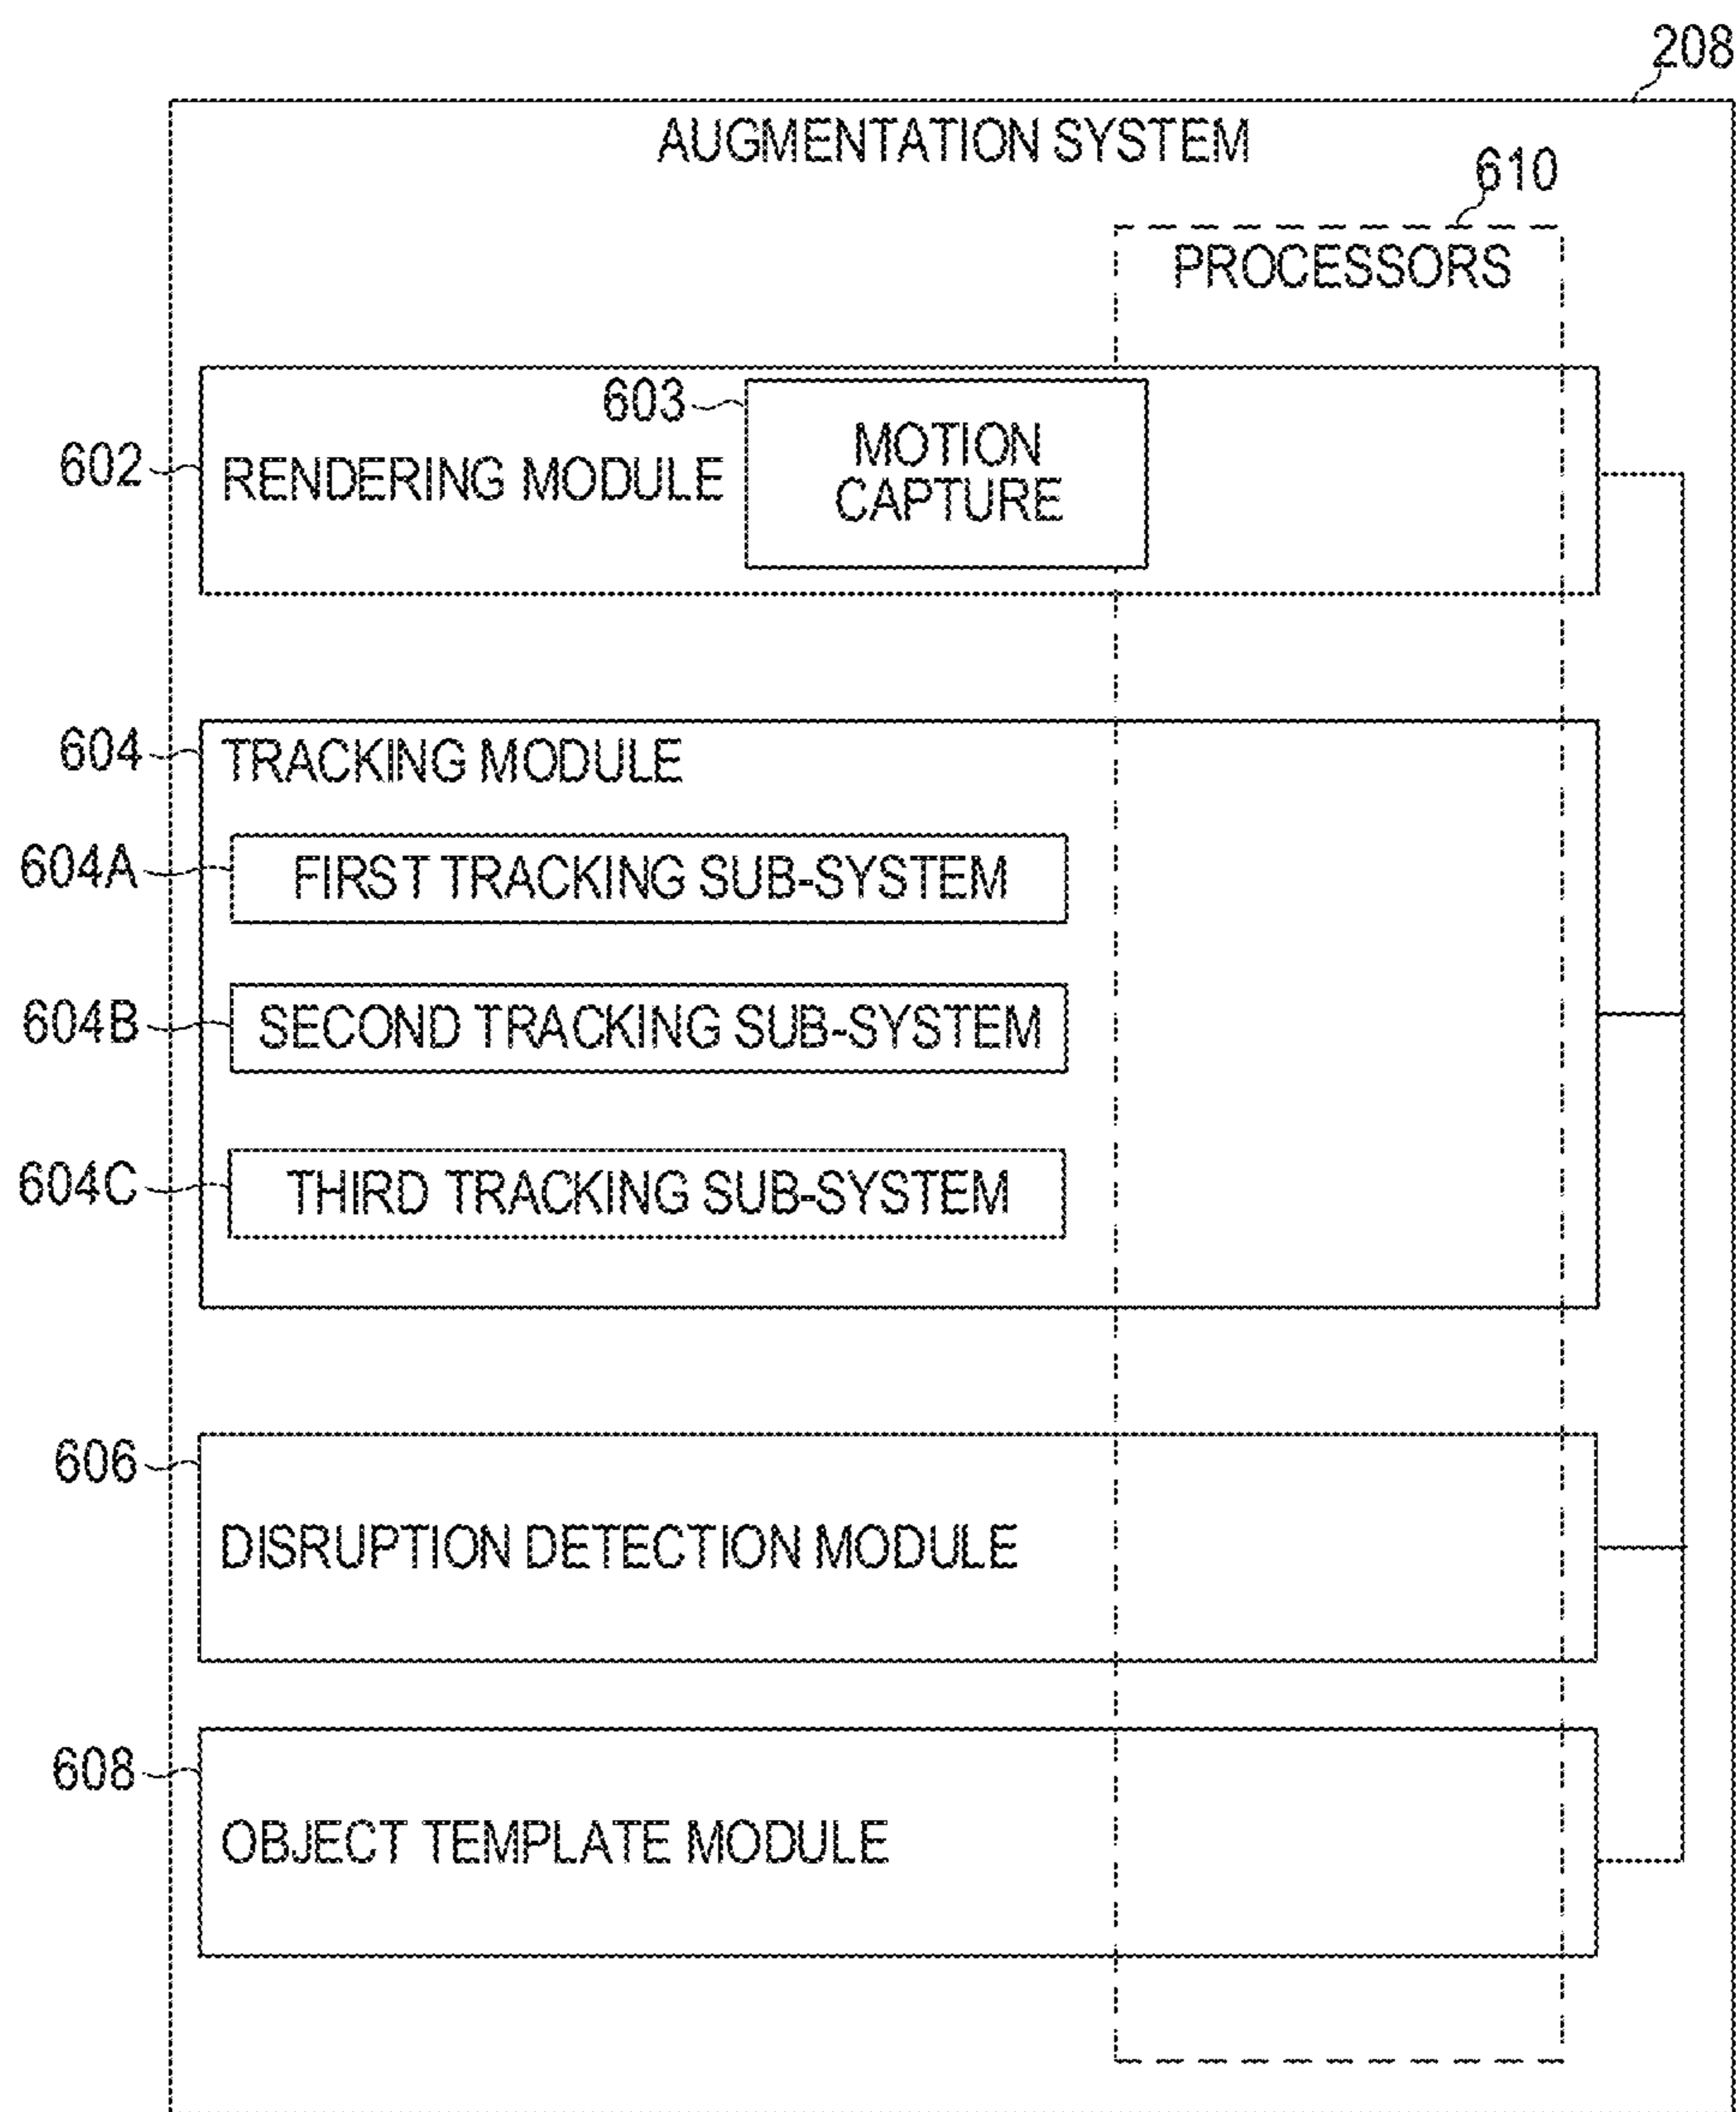 208
AUGMENTATION SYSTEM
610
PROCESSORS
603
MOTION
CAPTURE
602
RENDERING MODULE
604
TRACKING MODULE
604A
FIRST TRACKING SUB-SYSTEM
604B
SECOND TRACKING SUB-SYSTEM
604C
THIRD TRACKING SUB-SYSTEM
606
DISRUPTION DETECTION MODULE
608
OBJECT TEMPLATE MODULE